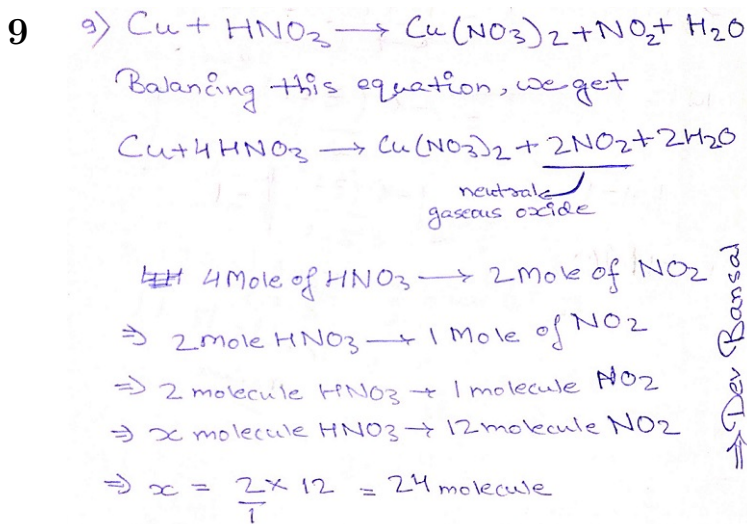 9
9) Cu + HNO3 → Cu(NO3)2 + NO2 + H2O
Balancing this equation, we get
Cu + 4HNO3 → Cu(NO3)2 + 2NO2 + 2H2O
neutral
gaseous oxide
4 Mole of HNO3 → 2 Mole of NO2
⇒ 2 mole HNO3 → 1 Mole of NO2
⇒ 2 molecule HNO3 → 1 molecule NO2
⇒ x molecule HNO3 → 12 molecule NO2
⇒ x = 2/1 × 12 = 24 molecule
⇒ Dev Bansal